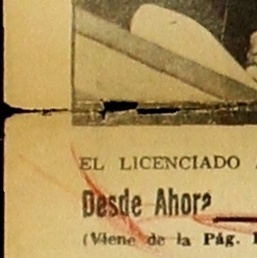 EL LICENCIADO
Desde Ahora
(Viene de la Pág.